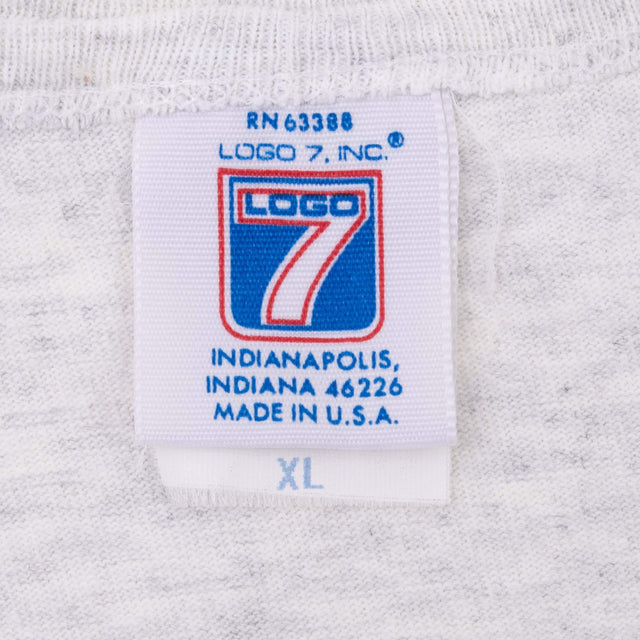 RN 63388
LOGO 7, INC.®
LOGO
7
INDIANAPOLIS,
INDIANA 46226
MADE IN U.S.A.
XL